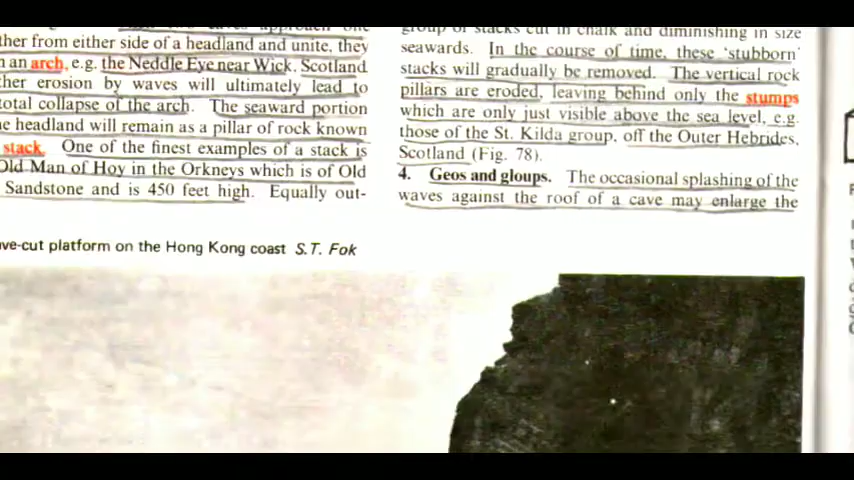 ther from either side of a headland and unite, they
an arch, e.g. the Neddle Eye near Wick, Scotland
her erosion by waves will ultimately lead to
total collapse of the arch. The seaward portion
e headland will remain as a pillar of rock known
stack. One of the finest examples of a stack is
Old Man of Hoy in the Orkneys which is of Old
Sandstone and is 450 feet high. Equally out-
group of stacks cut in chalk and diminishing in size
seawards. In the course of time, these 'stubborn'
stacks will gradually be removed. The vertical rock
pillars are eroded, leaving behind only the stumps
which are only just visible above the sea level, e.g.
those of the St. Kilda group, off the Outer Hebrides,
Scotland (Fig. 78).
4. Geos and gloups. The occasional splashing of the
waves against the roof of a cave may enlarge the
ve-cut platform on the Hong Kong coast S.T. Fok